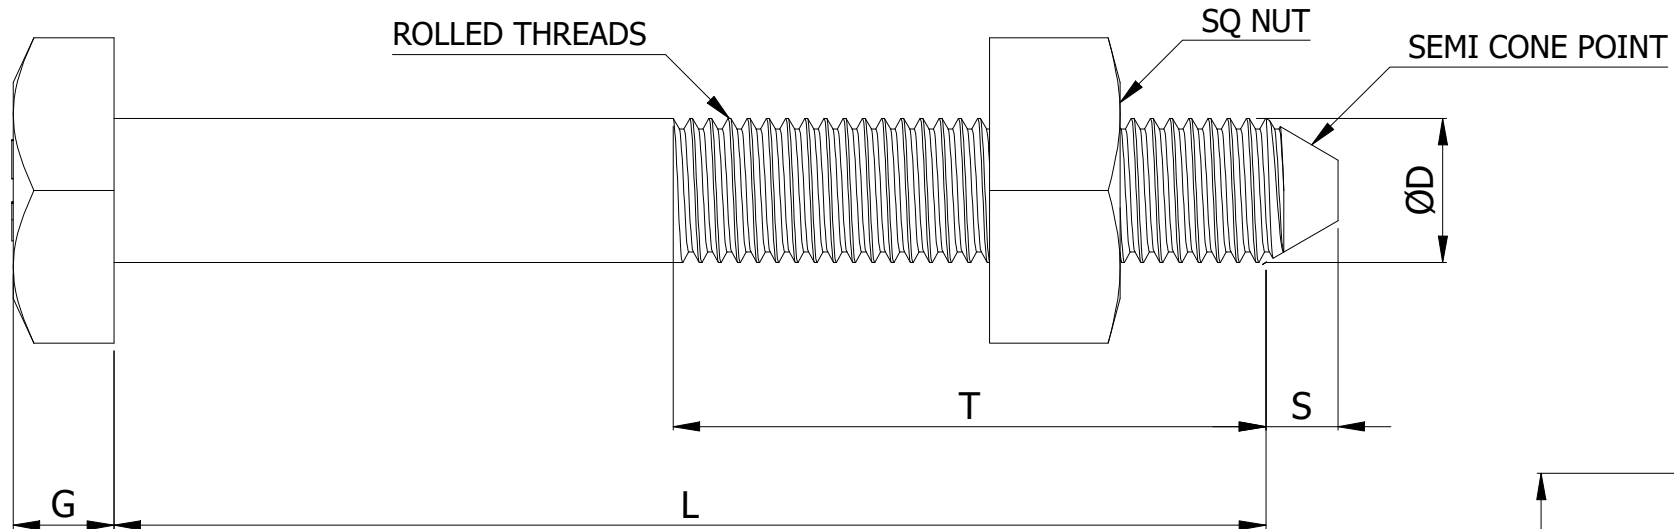 SQ NUT
ROLLED THREADS
SEMI CONE POINT
ØD
T
S
G
L